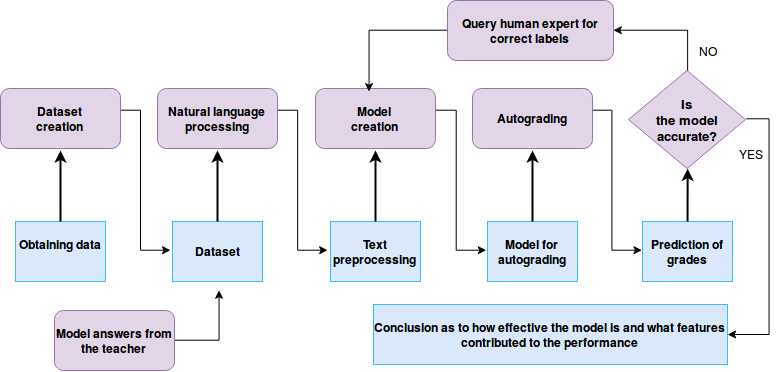 Query human expert for
correct labels
NO
Dataset
creation
Natural language
processing
Model
creation
Autograding
Is
the model
accurate?
YES
Obtaining data
Dataset
Text
preprocessing
Model for
autograding
Prediction of
grades
Model answers from
the teacher
Conclusion as to how effective the model is and what features
contributed to the performance